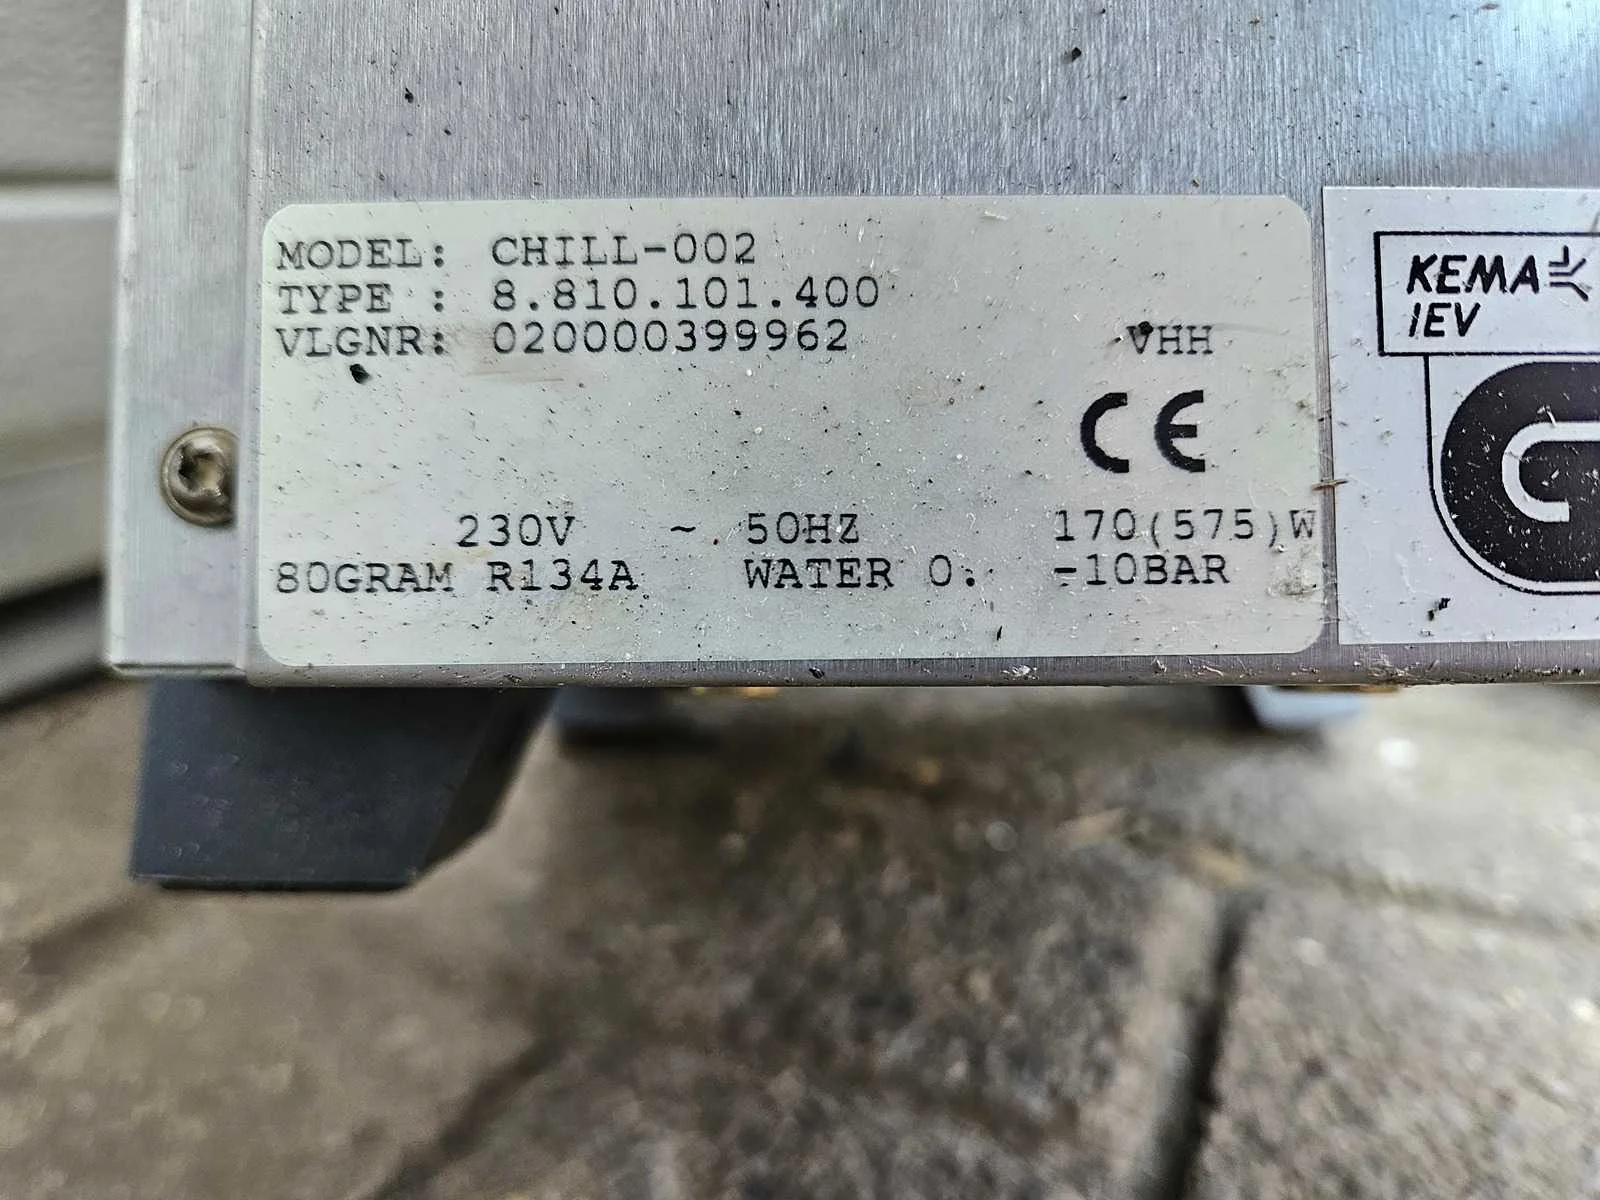 MODEL: CHILL-002
TYPE : 8.810.101.400
VLGNR: 020000399962 VHH
CE
230V ~ 50HZ 170(575)W
80GRAM R134A WATER 0. -10BAR
KEMA
IEV